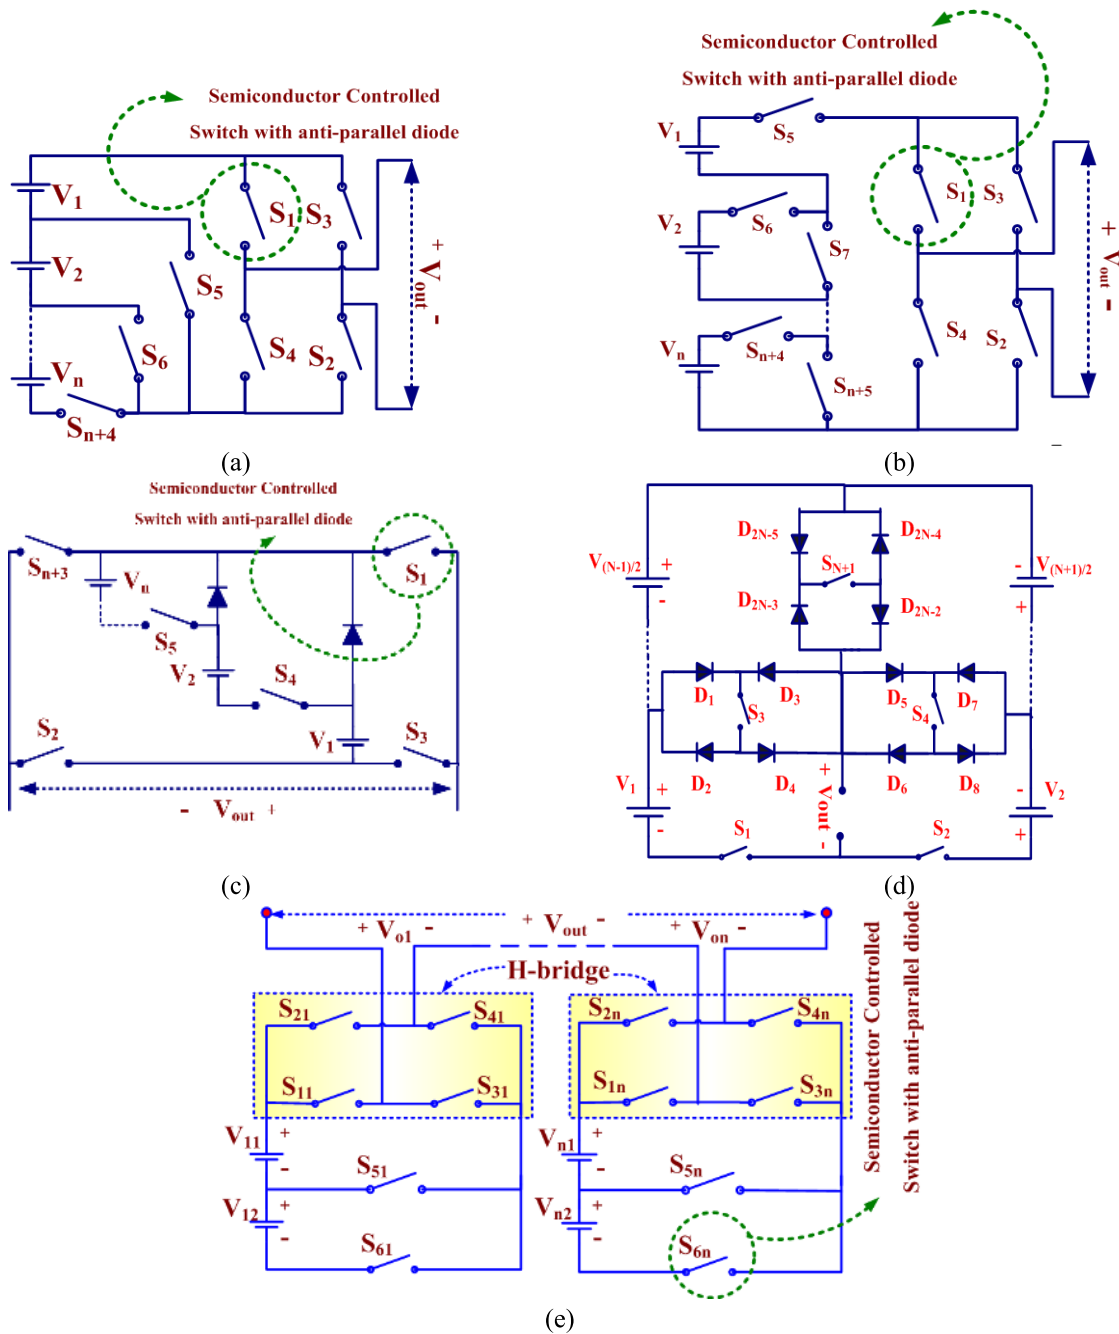 Semiconductor Controlled
Switch with anti-parallel diode
V1
V2
Vn
S1
S3
S5
S6
S4
S2
Sn+4
+ Vout -
(a)
Semiconductor Controlled
Switch with anti-parallel diode
V1
S5
V2
S6
S7
Vn
Sn+4
Sn+5
S1
S3
S4
S2
+ Vout -
(b)
Semiconductor Controlled
Switch with anti-parallel diode
Sn+3
Vn
S1
S5
V2
S4
S2
V1
S3
- Vout +
(c)
D2N-5
D2N-4
SN+1
V(N-1)/2
+
-
V(N+1)/2
-
+
D2N-3
D2N-2
D1
D3
D5
D7
S3
S4
D2
D4
D6
D8
V1
+
-
+ Vout -
V2
-
+
S1
S2
(d)
+ Vout -
+ Vo1 -
+ Von -
H-bridge
S21
S41
S2n
S4n
S11
S31
S1n
S3n
V11
+
-
Vn1
+
-
S51
S5n
V12
+
-
Vn2
+
-
S61
S6n
Semiconductor Controlled
Switch with anti-parallel diode
(e)